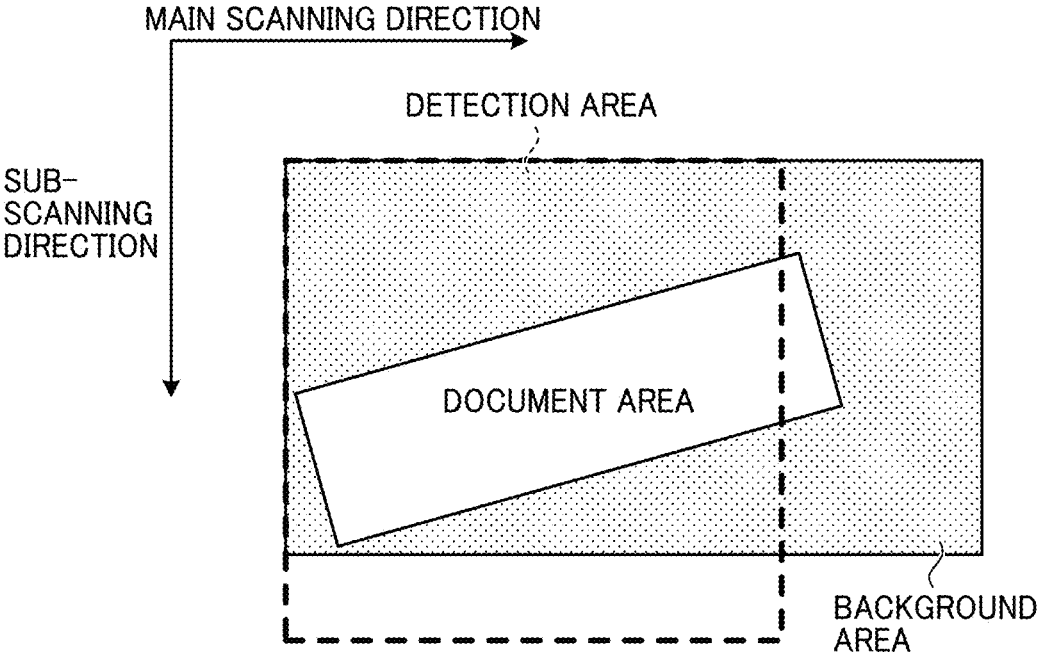 MAIN SCANNING DIRECTION
DETECTION AREA
SUB-
SCANNING
DIRECTION
DOCUMENT AREA
BACKGROUND
AREA